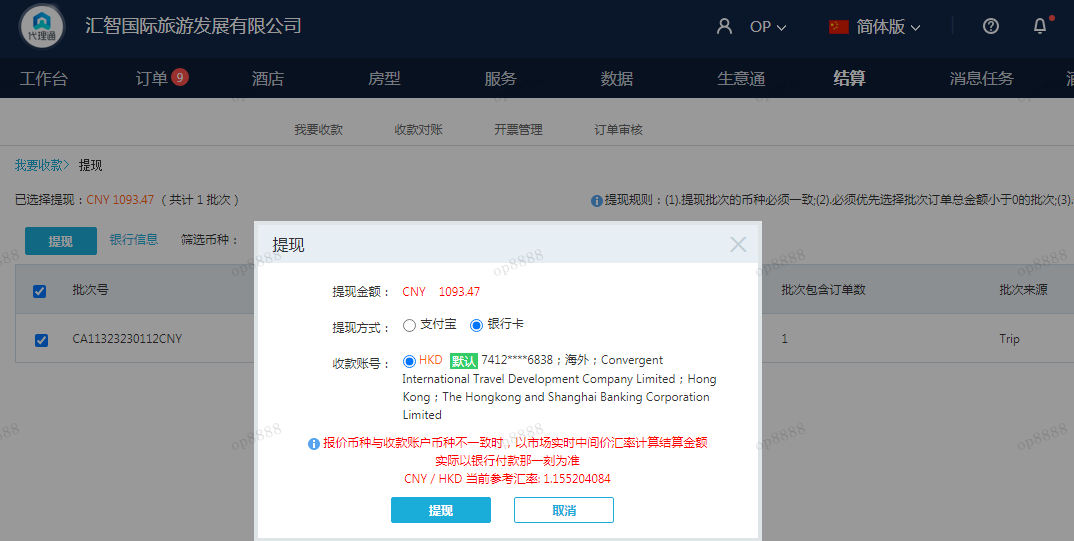 代理通
汇智国际旅游发展有限公司
OP
简体版
工作台 订单 9 酒店 房型 服务 数据 生意通 结算 消息任务
我要收款 收款对账 开票管理 订单审核
我要收款> 提现
已选择提现：CNY 1093.47 （ 共计 1 批次 ）
提现规则：(1).提现批次的币种必须一致;(2).必须优先选择批次订单总金额小于0的批次;(3).
提现 银行信息 筛选币种：
批次号 批次包含订单数 批次来源
CA11323230112CNY 1 Trip
提现
提现金额： CNY 1093.47
提现方式： 支付宝 银行卡
收款账号： HKD 默认 7412****6838；海外；Convergent
International Travel Development Company Limited；Hong
Kong；The Hongkong and Shanghai Banking Corporation
Limited
报价币种与收款账户币种不一致时，以市场实时中间价汇率计算结算金额
实际以银行付款那一刻为准
CNY / HKD 当前参考汇率: 1.155204084
提现 取消
op8888
op8888
op8888
op8888
op8888
op8888